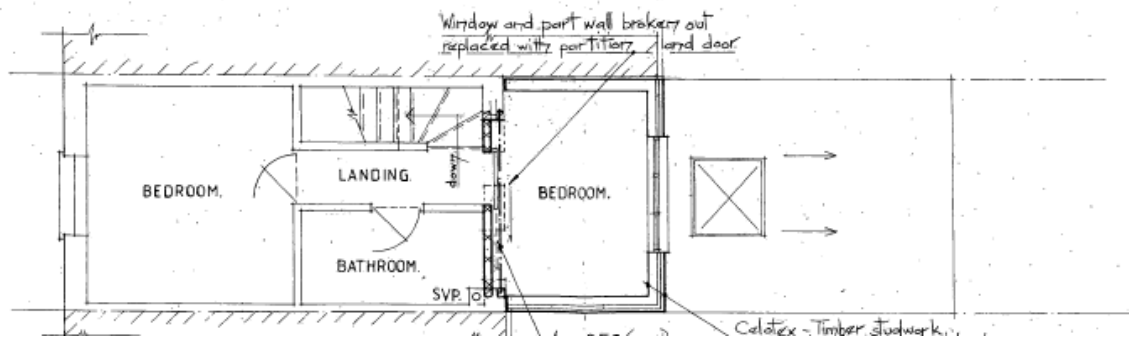 Window and part wall broken out
replaced with partition and door
BEDROOM.
LANDING.
down
BEDROOM.
BATHROOM.
SVP.
Celotex - Timber studwork